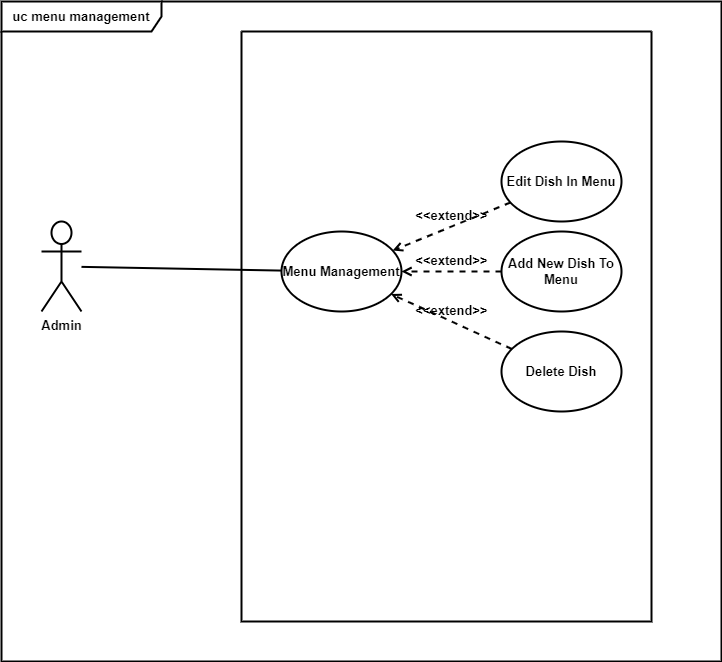 uc menu management
Edit Dish In Menu
<<extend>>
Menu Management
<<extend>>
Add New Dish To
Menu
<<extend>>
Delete Dish
Admin